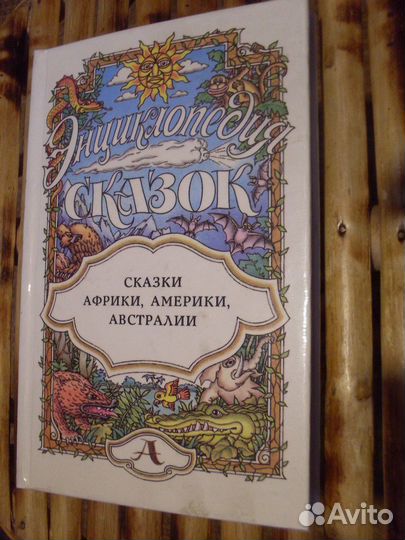 Энциклопедия
СКАЗОК
СКАЗКИ
АФРИКИ, АМЕРИКИ,
АВСТРАЛИИ
А
Avito